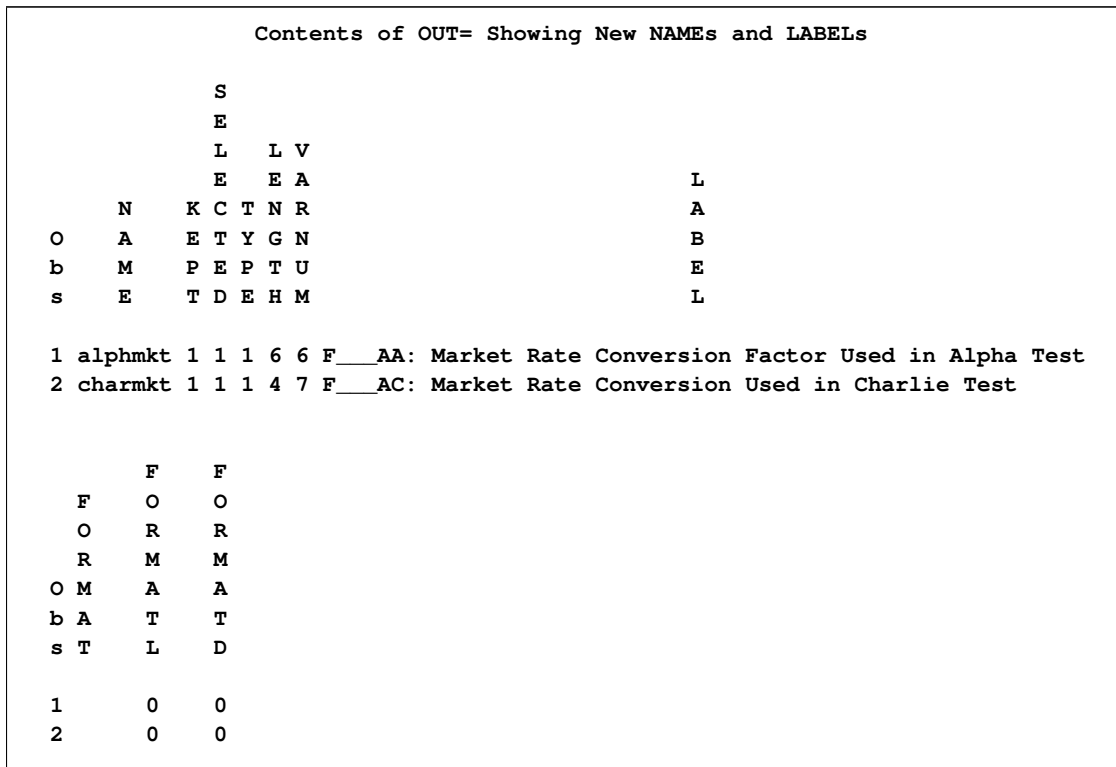 Contents of OUT= Showing New NAMEs and LABELs
S
E
L L V
E E A L
N K C T N R A
O A E T Y G N B
b M P E P T U E
s E T D E H M L
1 alphmkt 1 1 1 6 6 F___AA: Market Rate Conversion Factor Used in Alpha Test
2 charmkt 1 1 1 4 7 F___AC: Market Rate Conversion Used in Charlie Test
F F
F O O
O R R
R M M
O M A A
b A T T
s T L D
1 0 0
2 0 0